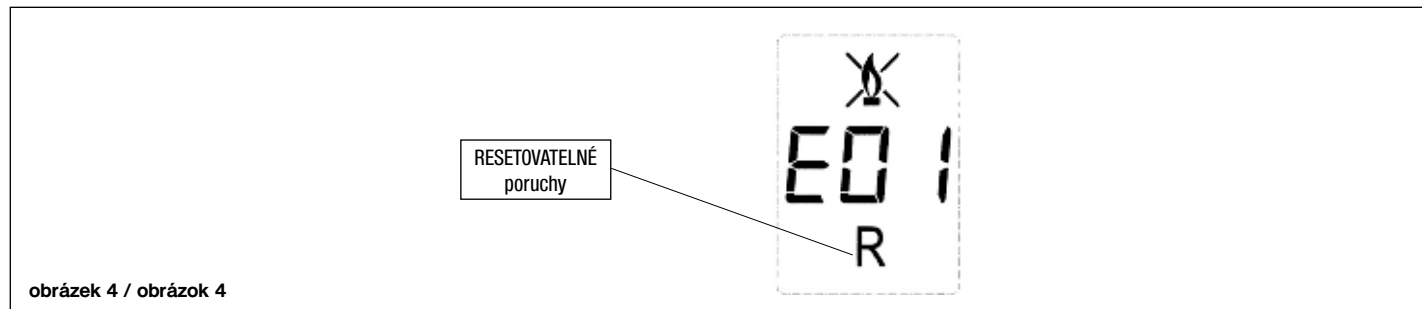 E01
RESETOVATELNÉ
poruchy
R
obrázek 4 / obrázok 4